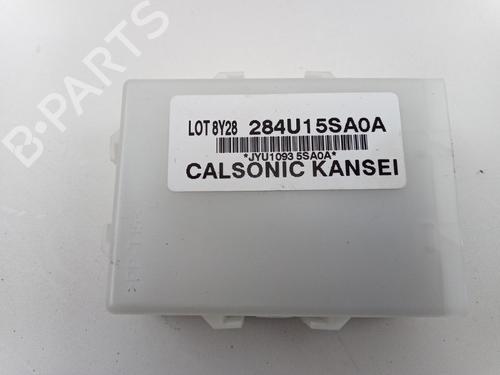 LOT 8Y28 284U15SA0A
*JYU1093 5SA0A*
CALSONIC KANSEI
B-PARTS